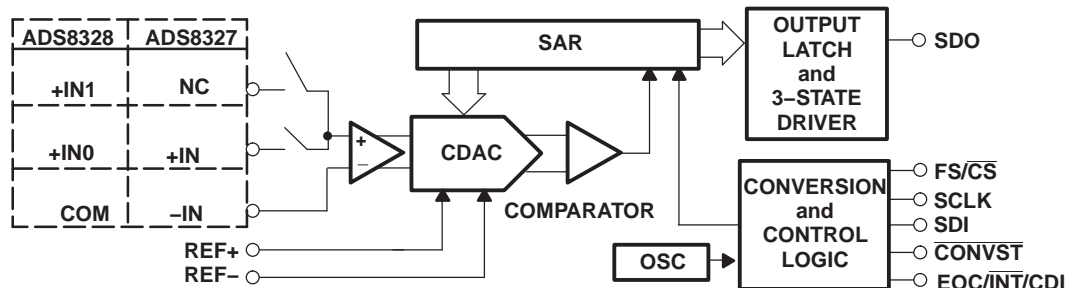 ADS8328 ADS8327
+IN1 NC
+IN0 +IN
COM −IN
REF+
REF−
SAR
+
−
CDAC
COMPARATOR
OUTPUT
LATCH
and
3−STATE
DRIVER
SDO
OSC
CONVERSION
and
CONTROL
LOGIC
FS/CS
SCLK
SDI
CONVST
EOC/INT/CDI